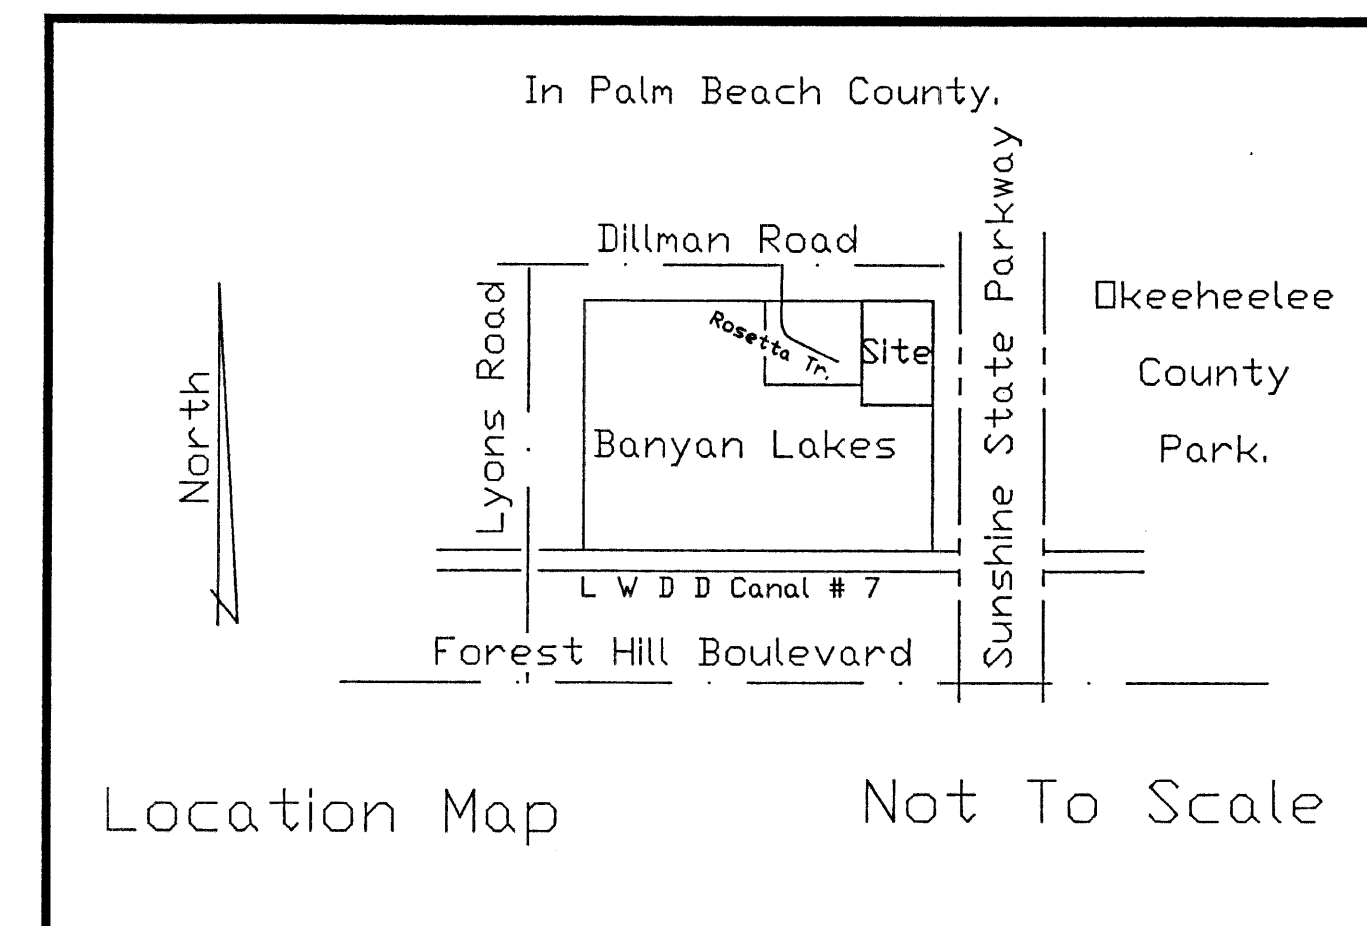 In Palm Beach County.
Dillman Road
North
Lyons Road
Rosetta Tr.
Site
Banyan Lakes
Sunshine State Parkway
Okeeheelee
County
Park.
L W D D Canal # 7
Forest Hill Boulevard
Location Map
Not To Scale